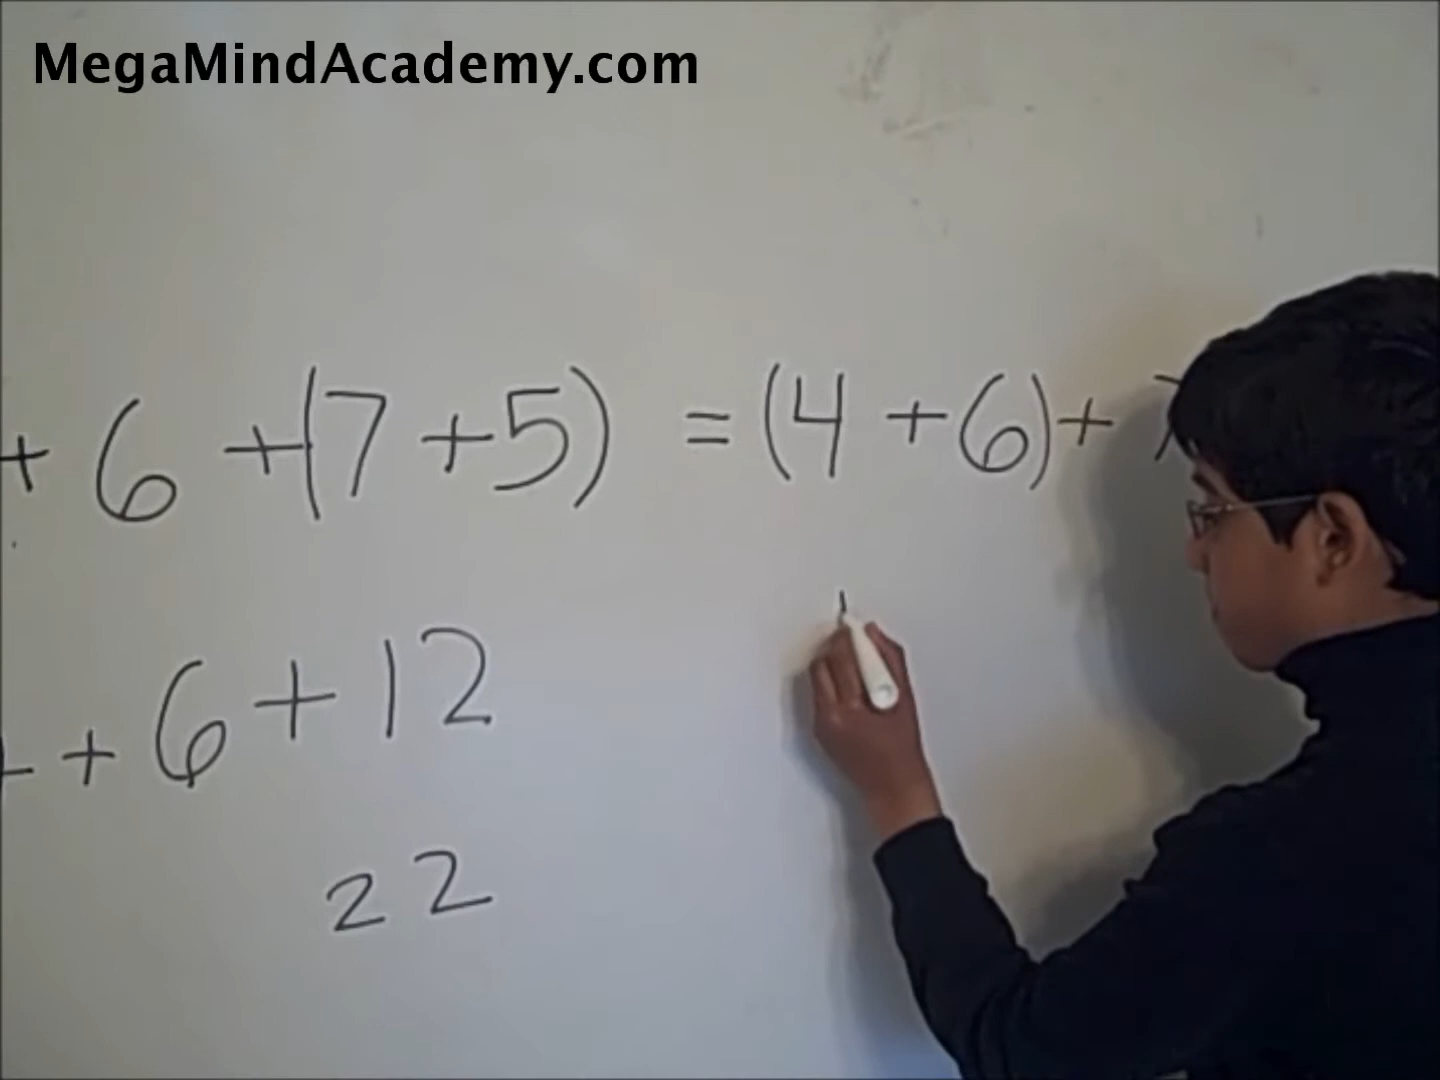 MegaMindAcademy.com
+ 6 +(7+5) = (4 +6)+
+ 6 + 12
22